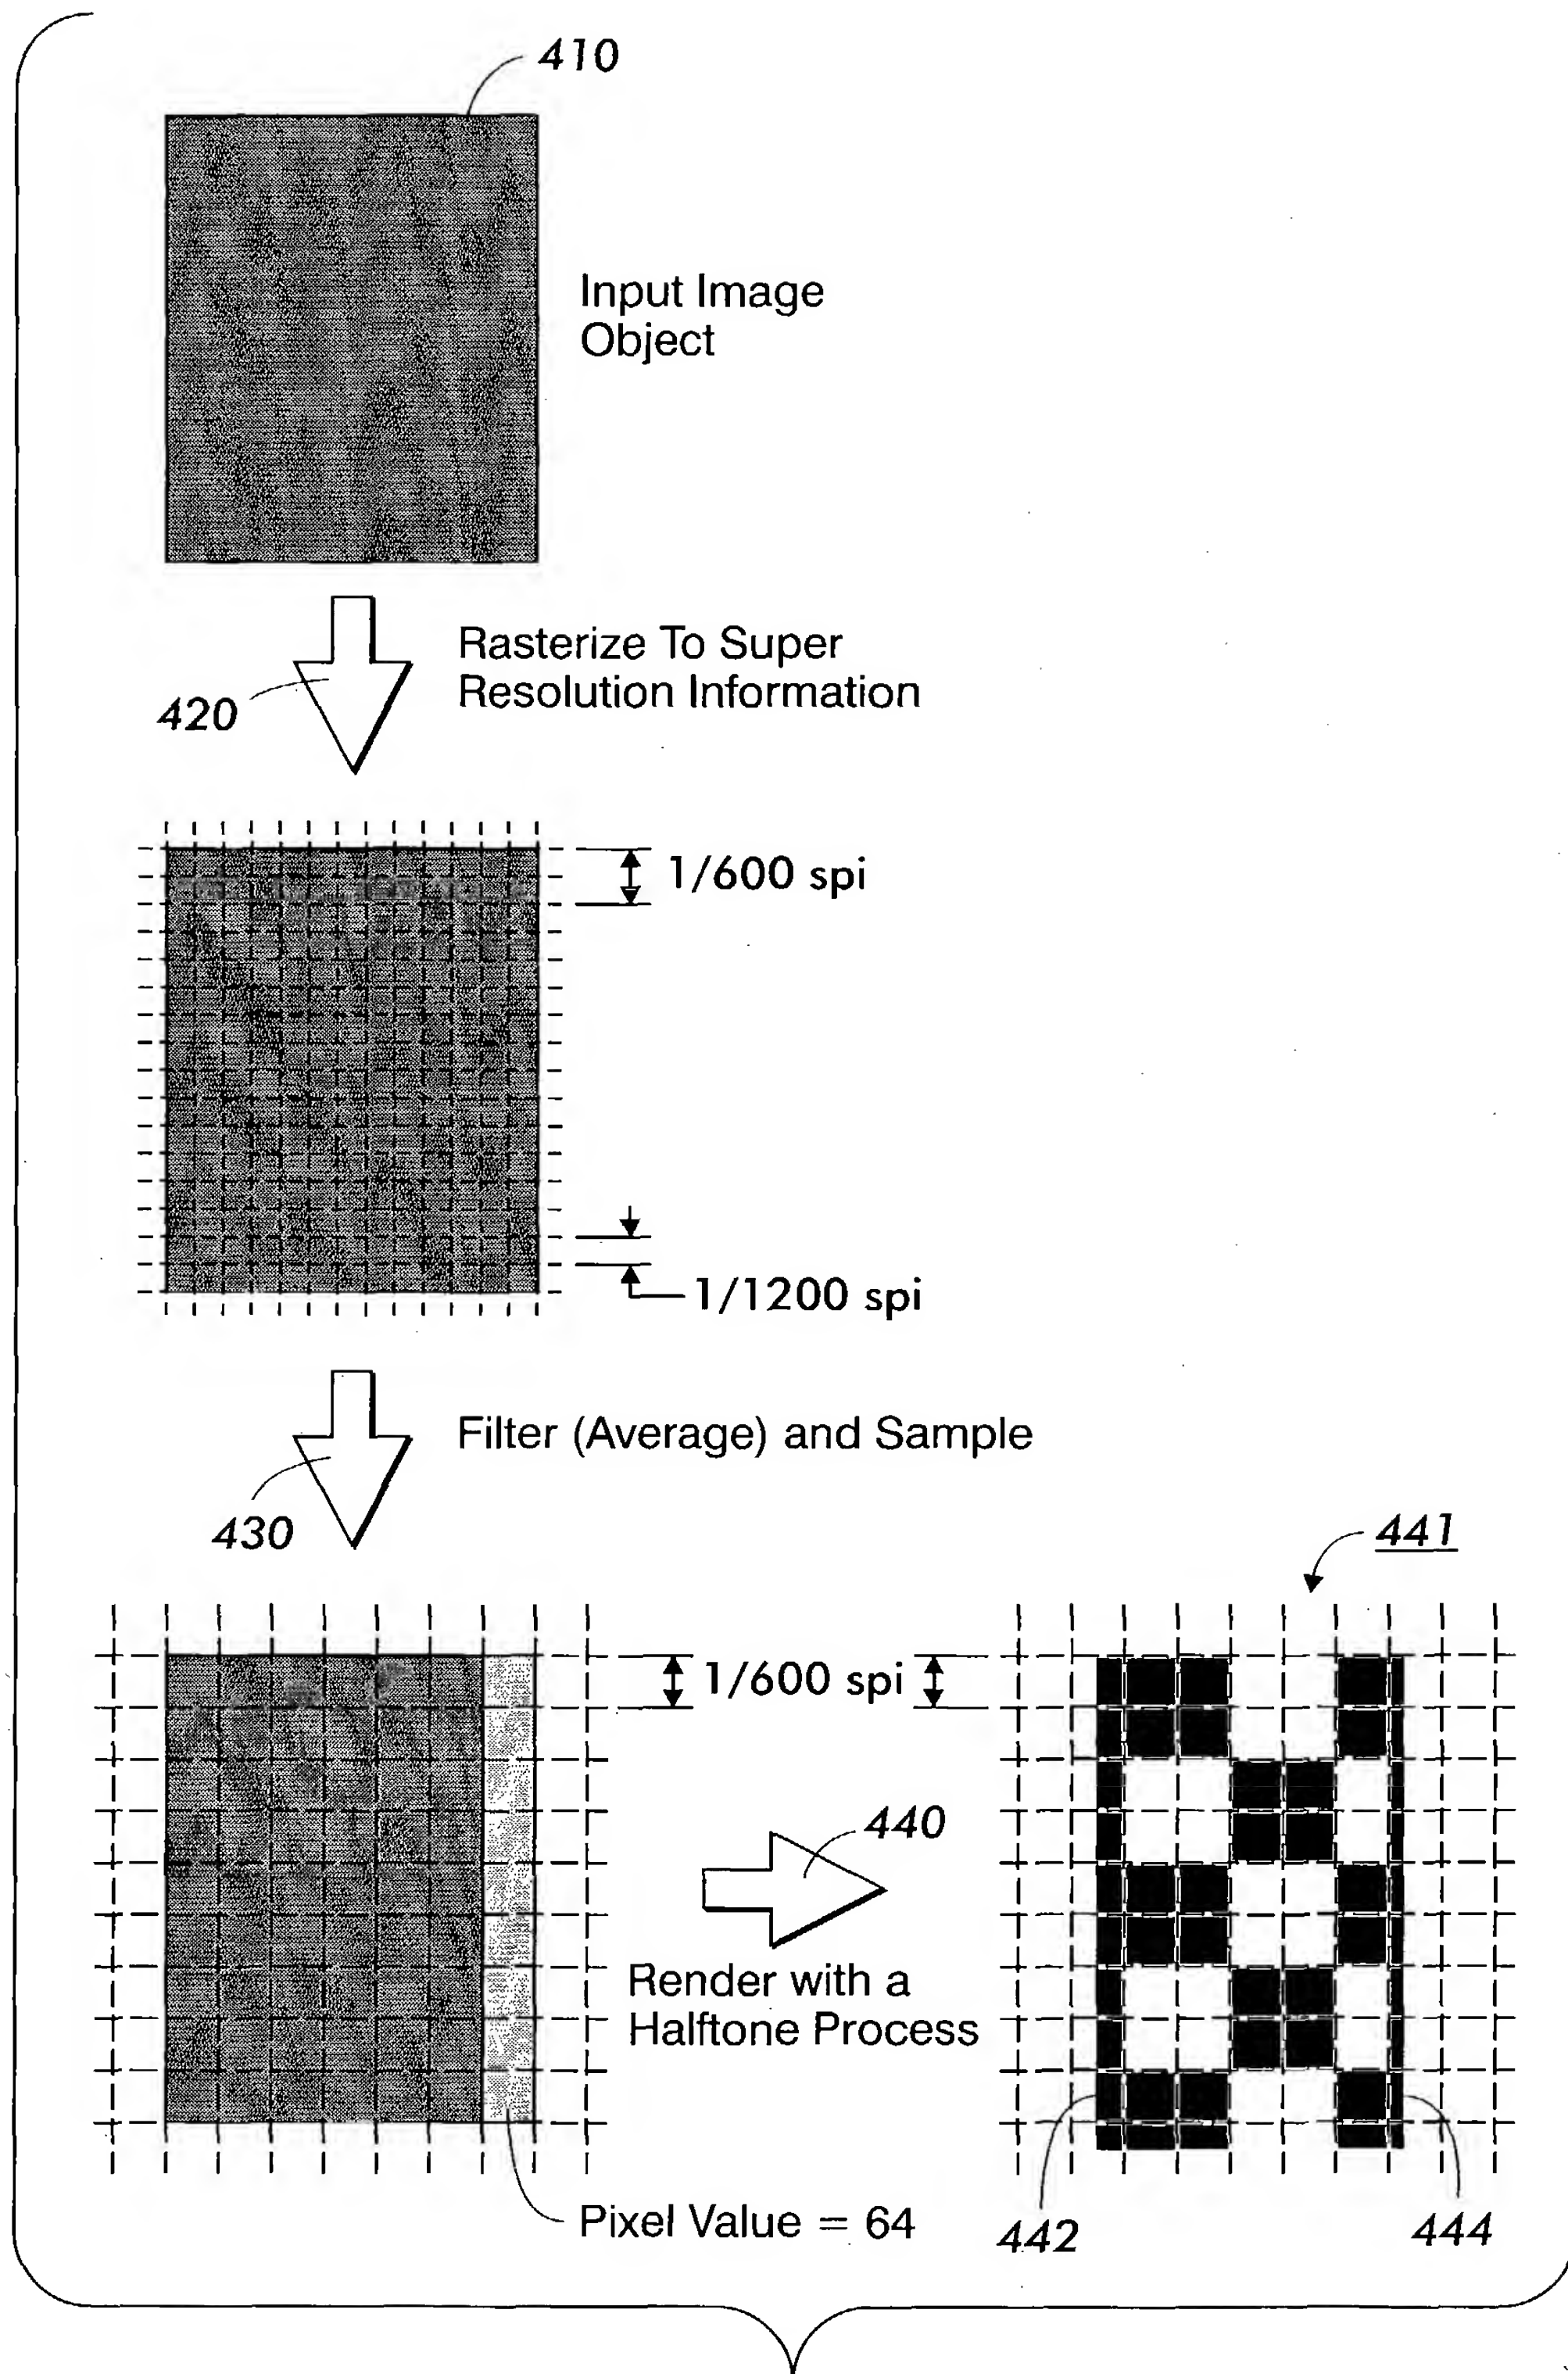 410
Input Image
Object
Rasterize To Super
Resolution Information
420
1/600 spi
1/1200 spi
Filter (Average) and Sample
430
441
1/600 spi
440
Render with a
Halftone Process
Pixel Value = 64
442
444